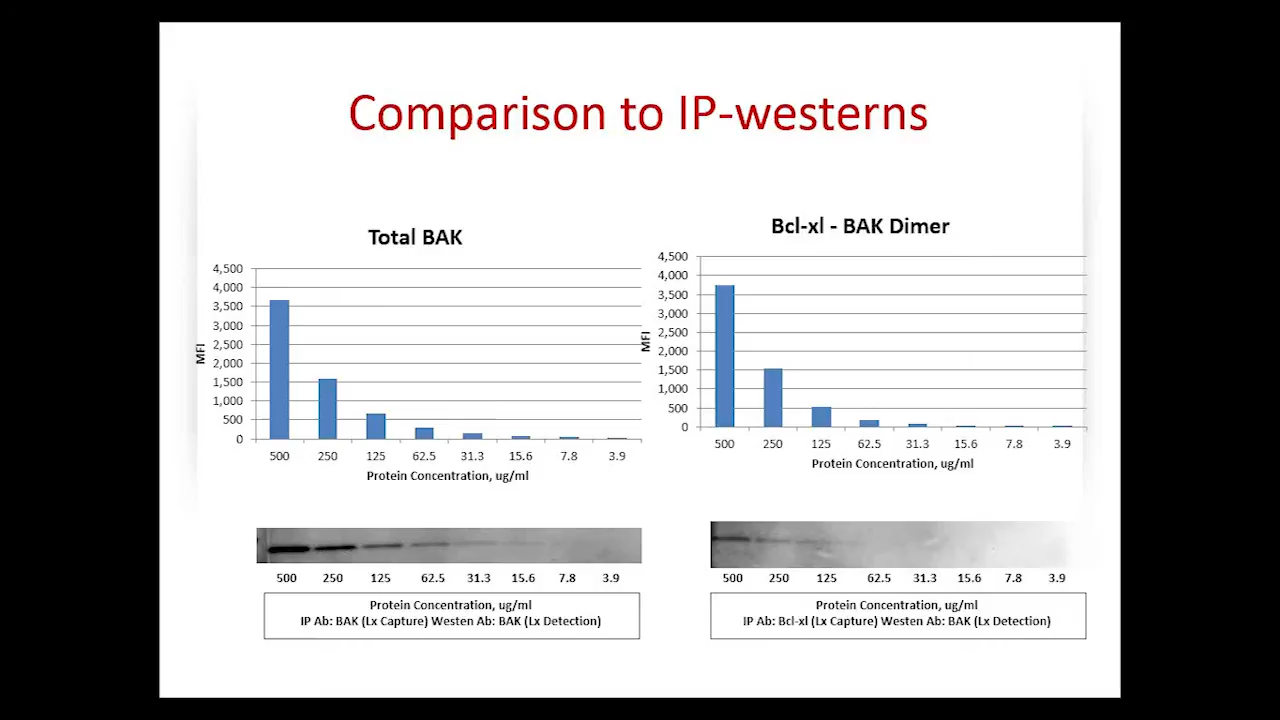 Comparison to IP-westerns
Total BAK
4,500
4,000
3,500
3,000
2,500
2,000
1,500
1,000
500
0
MFI
500 250 125 62.5 31.3 15.6 7.8 3.9
Protein Concentration, ug/ml
500 250 125 62.5 31.3 15.6 7.8 3.9
Protein Concentration, ug/ml
IP Ab: BAK (Lx Capture) Westen Ab: BAK (Lx Detection)
Bcl-xl - BAK Dimer
4,500
4,000
3,500
3,000
2,500
2,000
1,500
1,000
500
0
MFI
500 250 125 62.5 31.3 15.6 7.8 3.9
Protein Concentration, ug/ml
500 250 125 62.5 31.3 15.6 7.8 3.9
Protein Concentration, ug/ml
IP Ab: Bcl-xl (Lx Capture) Westen Ab: BAK (Lx Detection)